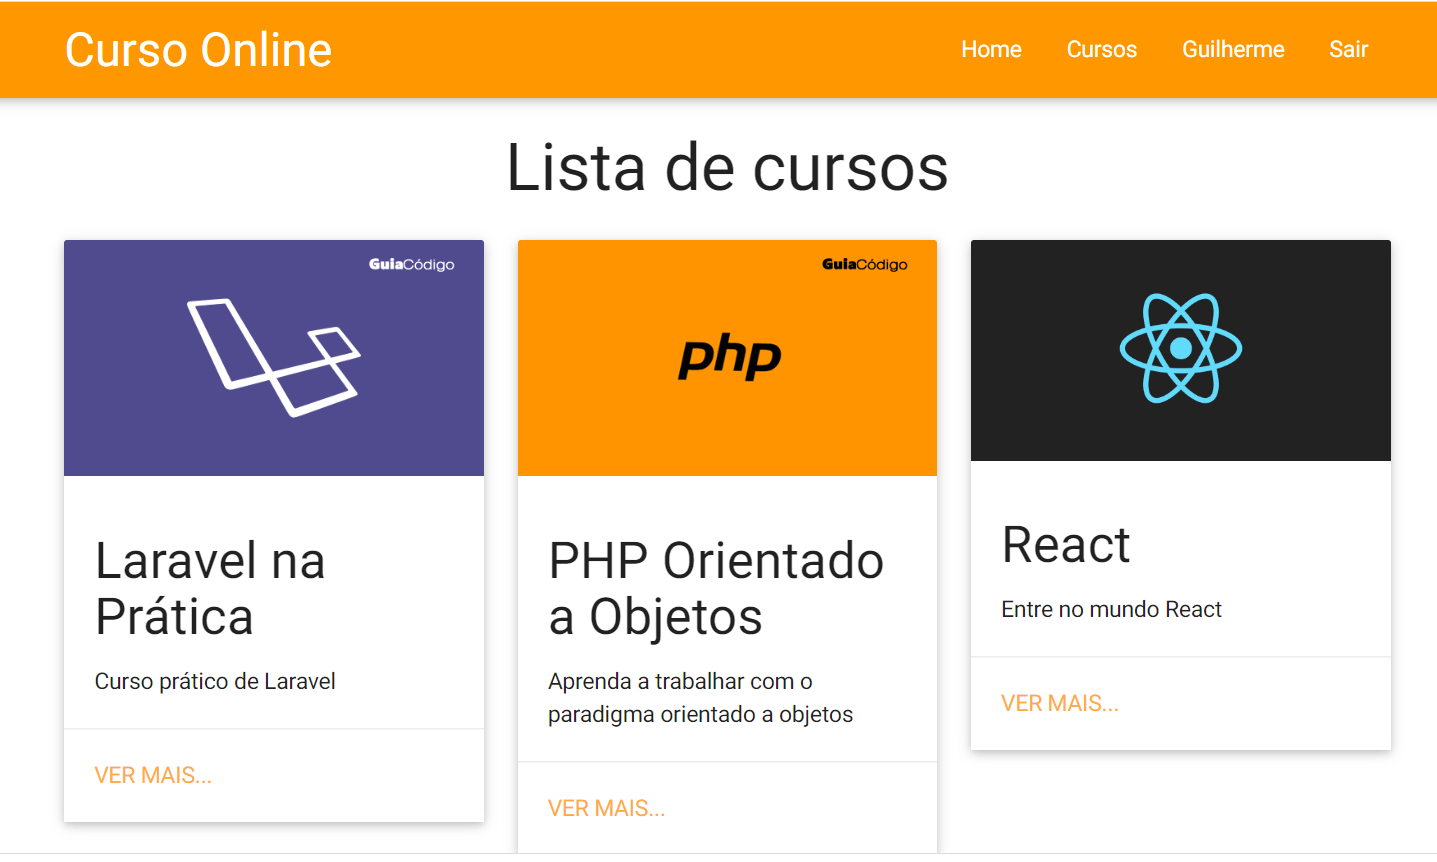 Curso Online
Home Cursos Guilherme Sair
Lista de cursos
GuiaCódigo
Laravel na
Prática
Curso prático de Laravel
VER MAIS...
GuiaCódigo
php
PHP Orientado
a Objetos
Aprenda a trabalhar com o
paradigma orientado a objetos
VER MAIS...
React
Entre no mundo React
VER MAIS...